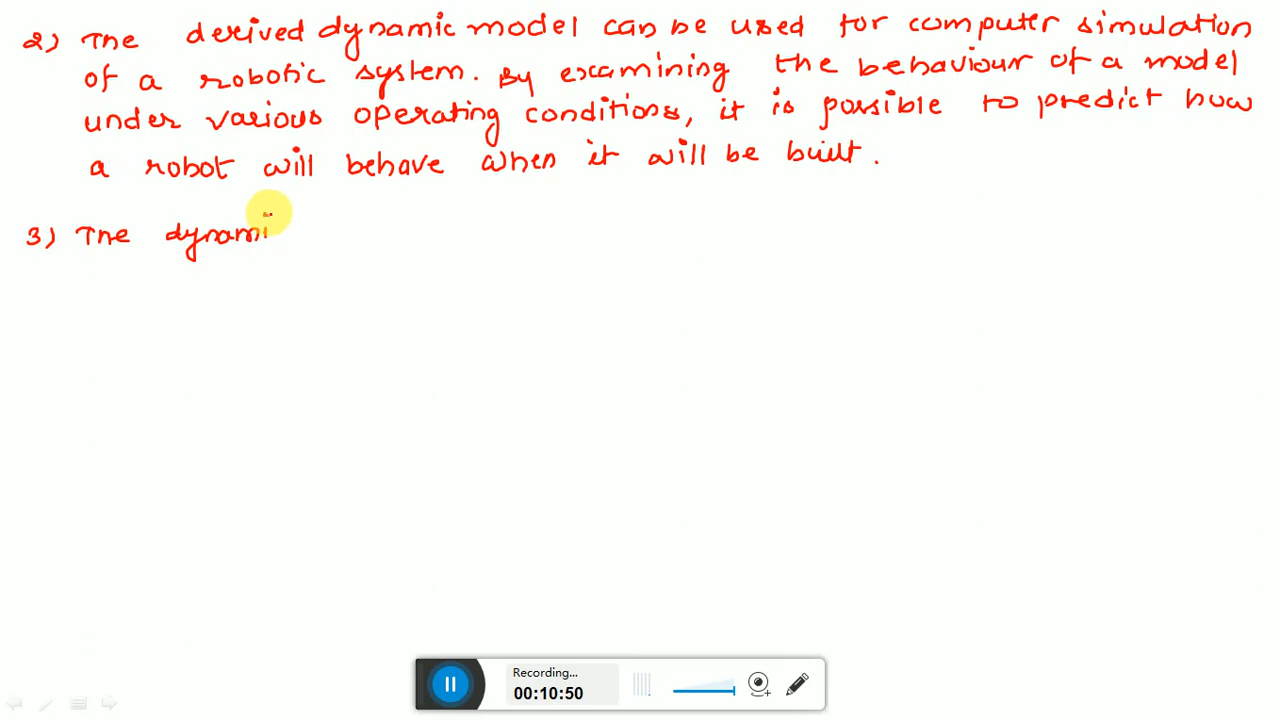 2) The derived dynamic model can be used for computer simulation
of a robotic system. By examining the behaviour of a model
under various operating conditions, it is possible to predict how
a robot will behave when it will be built.
3) The dynami
Recording...
00:10:50